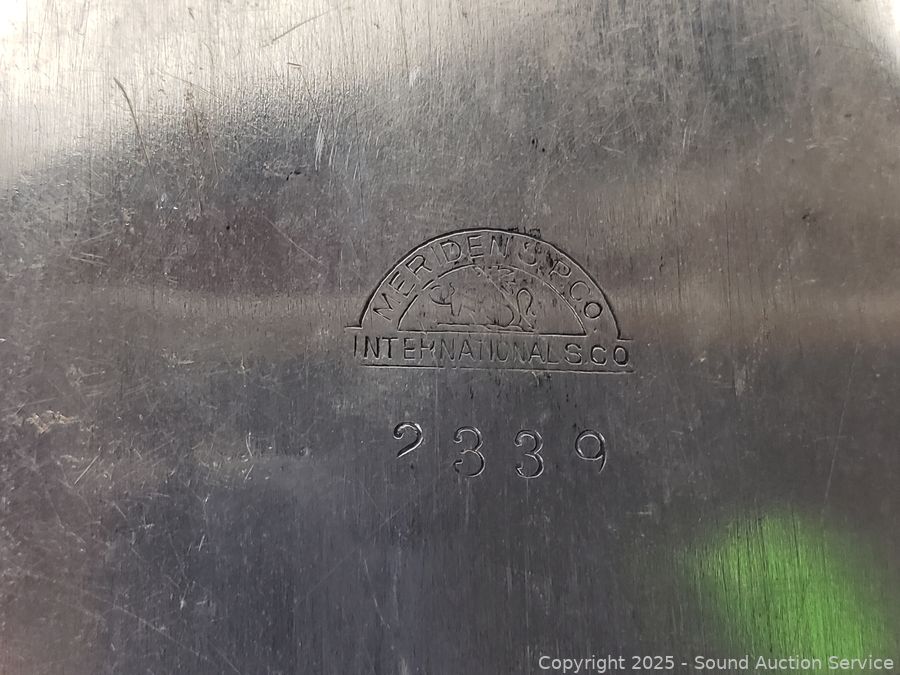 MERIDEN S.P. CO.
INTERNATIONAL S. CO
2339
Copyright © 2025 - Sound Auction Service